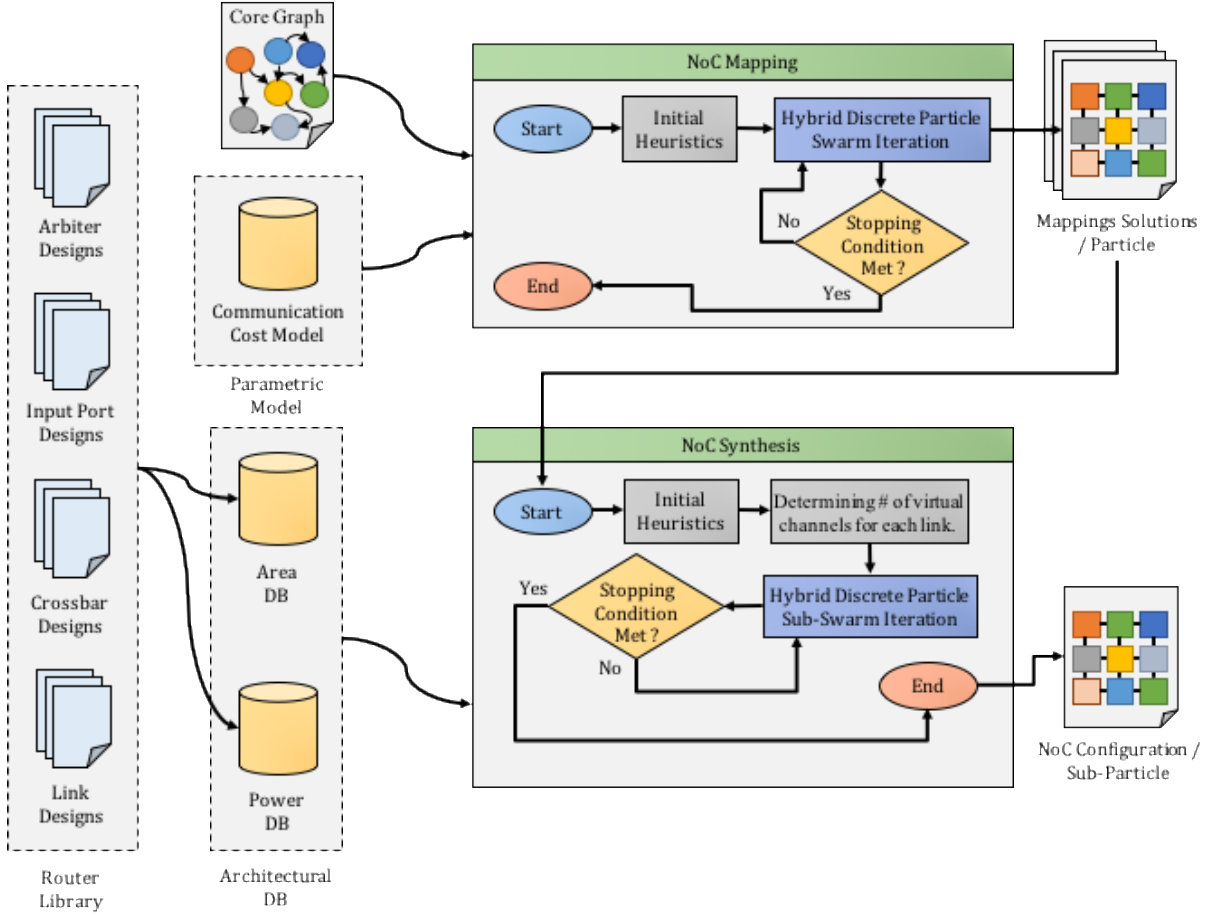 Core Graph
Arbiter
Designs
Input Port
Designs
Crossbar
Designs
Link
Designs
Router
Library
Communication
Cost Model
Parametric
Model
Area
DB
Power
DB
Architectural
DB
NoC Mapping
Start
Initial
Heuristics
Hybrid Discrete Particle
Swarm Iteration
No
Stopping
Condition
Met ?
Yes
End
Mappings Solutions
/ Particle
NoC Synthesis
Start
Initial
Heuristics
Determining # of virtual
channels for each link.
Yes
Stopping
Condition
Met ?
No
Hybrid Discrete Particle
Sub-Swarm Iteration
End
NoC Configuration /
Sub-Particle